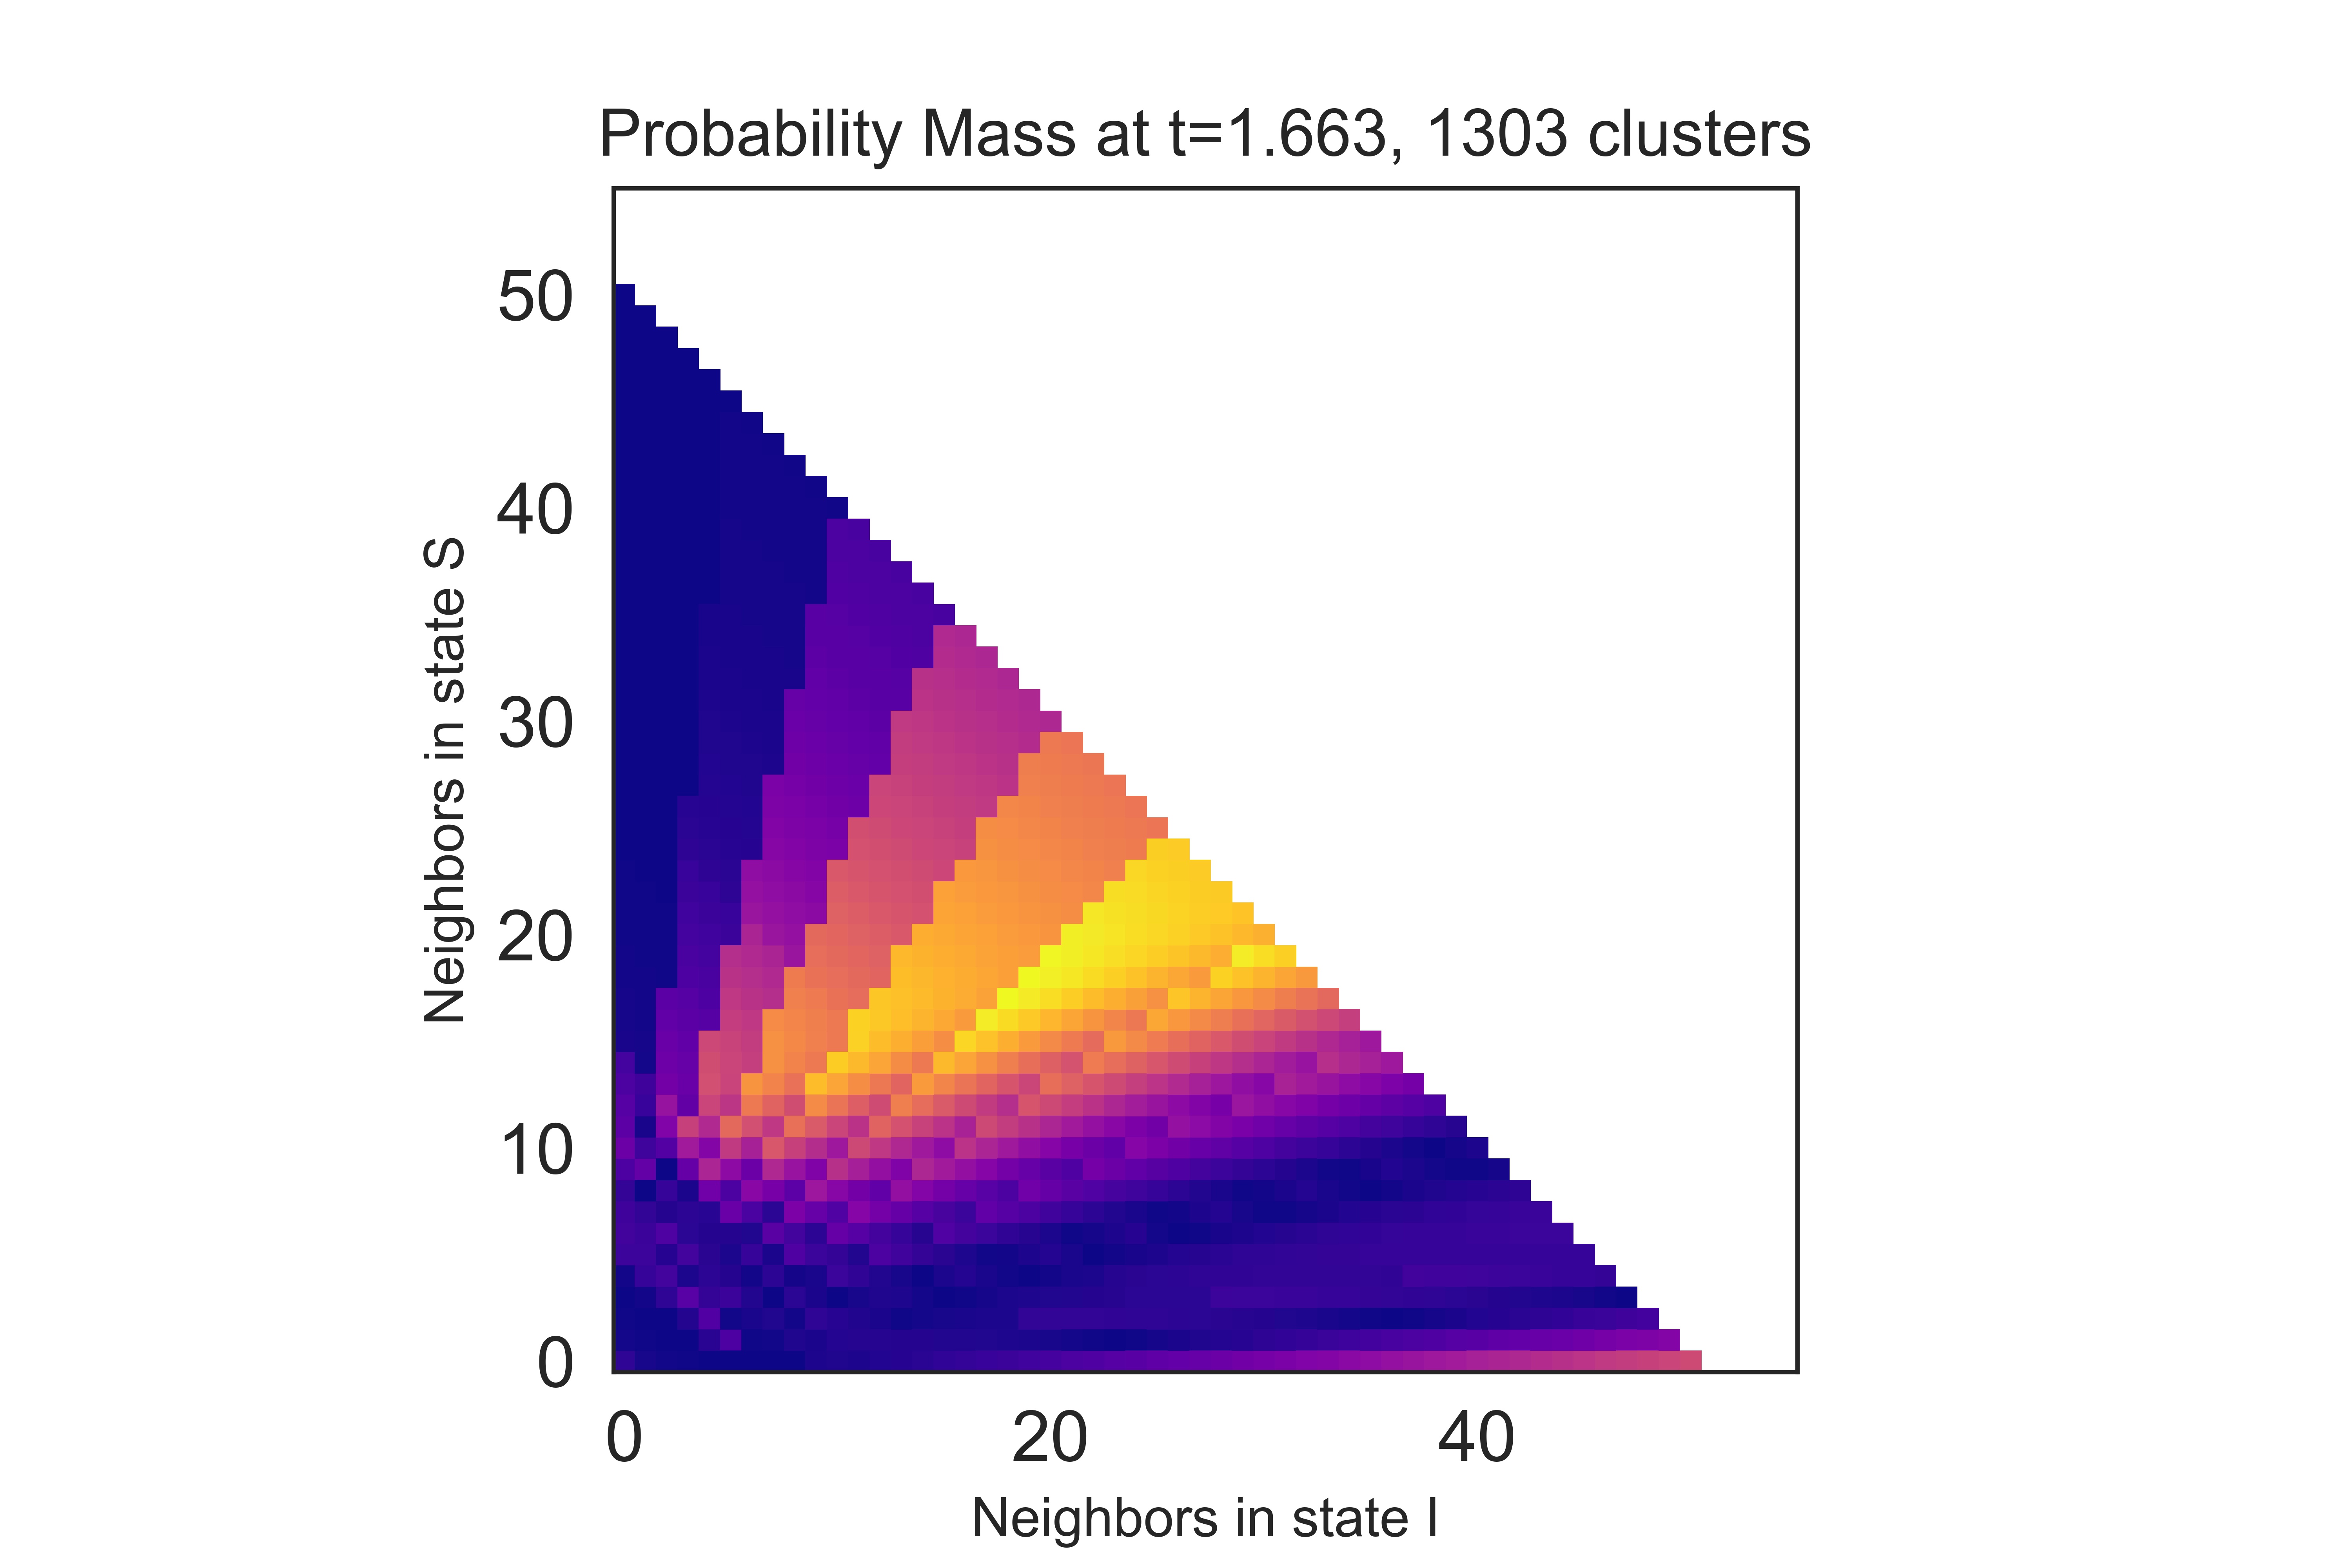 Probability Mass at t=1.663, 1303 clusters
50
40
30
20
10
0
Neighbors in state S
0 20 40
Neighbors in state I